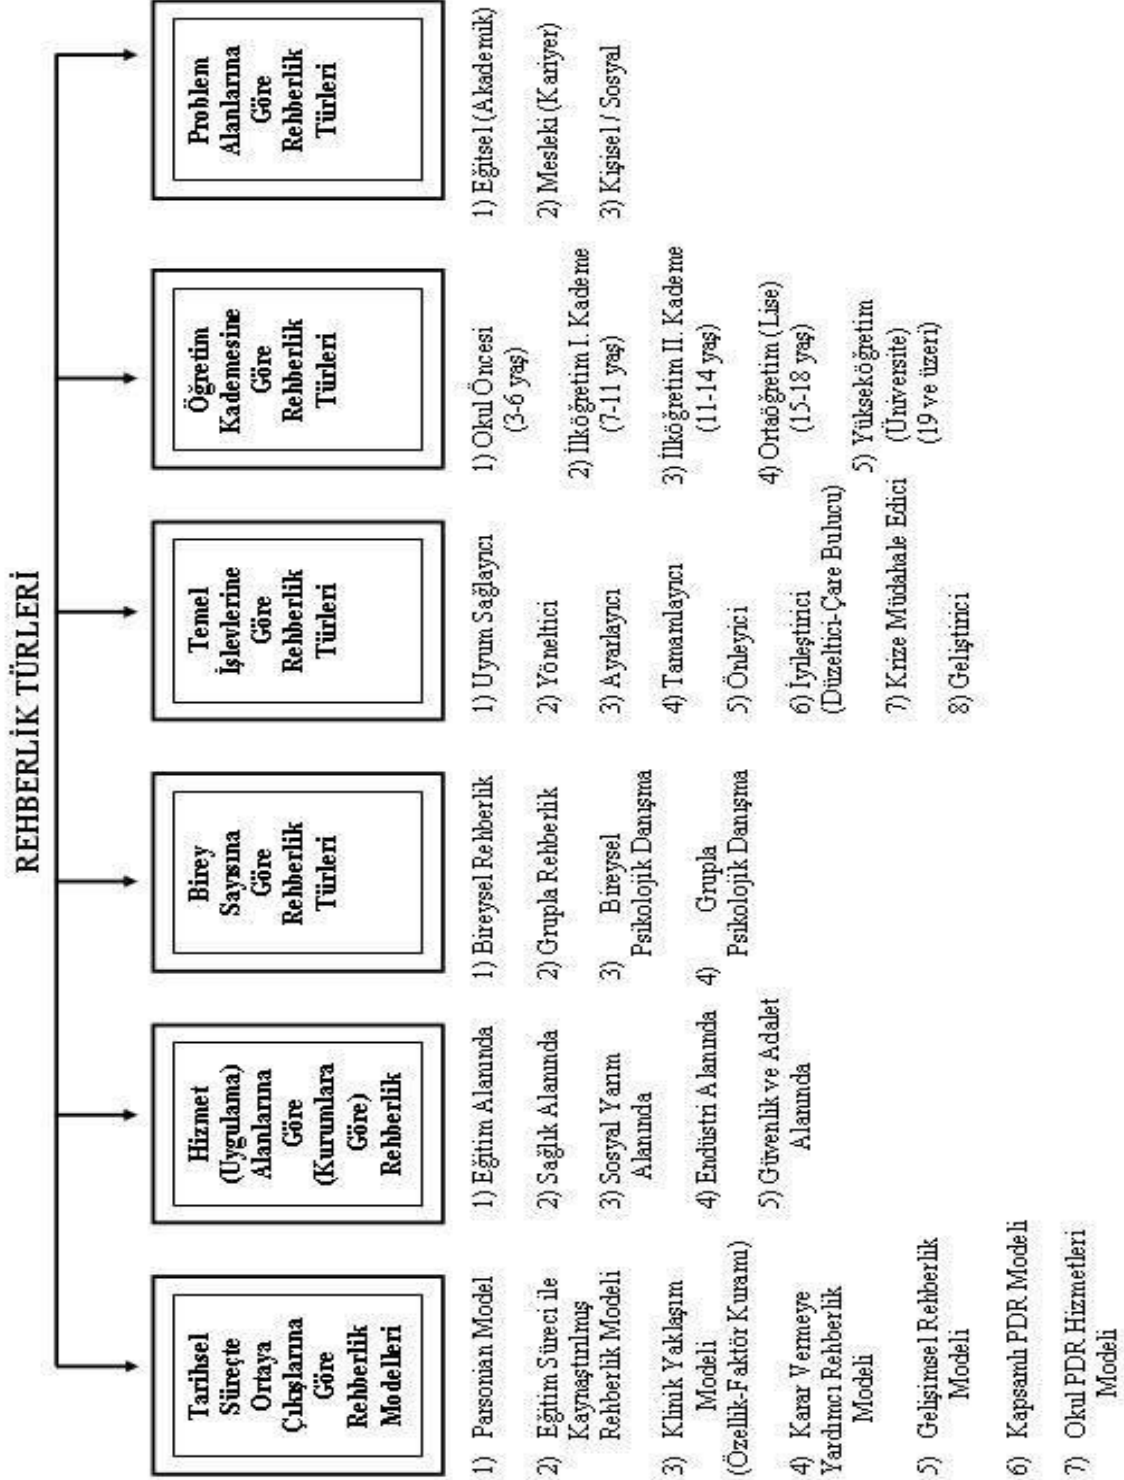 REHBERLİK TÜRLERİ
Tarihsel
Süreçte
Ortaya
Çıkışlarına
Göre
Rehberlik
Modelleri
1) Parsonian Model
2) Eğitim Süreci ile
Kaynaştırılmış
Rehberlik Modeli
3) Klinik Yaklaşım
Modeli
(Özellik-Faktör Kuramı)
4) Karar Vermeye
Yardımcı Rehberlik
Modeli
5) Gelişimsel Rehberlik
Modeli
6) Kapsamlı PDR Modeli
7) Okul PDR Hizmetleri
Modeli
Hizmet
(Uygulama)
Alanlarına
Göre
(Kurumlara
Göre)
Rehberlik
1) Eğitim Alanında
2) Sağlık Alanında
3) Sosyal Yarım
Alanında
4) Endüstri Alanında
5) Güvenlik ve Adalet
Alanında
Birey
Sayısına
Göre
Rehberlik
Türleri
1) Bireysel Rehberlik
2) Grupla Rehberlik
3) Bireysel
Psikolojik Danışma
4) Grupla
Psikolojik Danışma
Temel
İşlevlerine
Göre
Rehberlik
Türleri
1) Uyum Sağlayıcı
2) Yöneltici
3) Ayarlayıcı
4) Tamamlayıcı
5) Önleyici
6) İyileştirici
(Düzeltici-Çare Bulucu)
7) Krize Müdahale Edici
8) Geliştirici
Öğretim
Kademesine
Göre
Rehberlik
Türleri
1) Okul Öncesi
(3-6 yaş)
2) İlköğretim I. Kademe
(7-11 yaş)
3) İlköğretim II. Kademe
(11-14 yaş)
4) Ortaöğretim (Lise)
(15-18 yaş)
5) Yükseköğretim
(Üniversite)
(19 ve üzeri)
Problem
Alanlarına
Göre
Rehberlik
Türleri
1) Eğitsel (Akademik)
2) Mesleki (Kariyer)
3) Kişisel / Sosyal